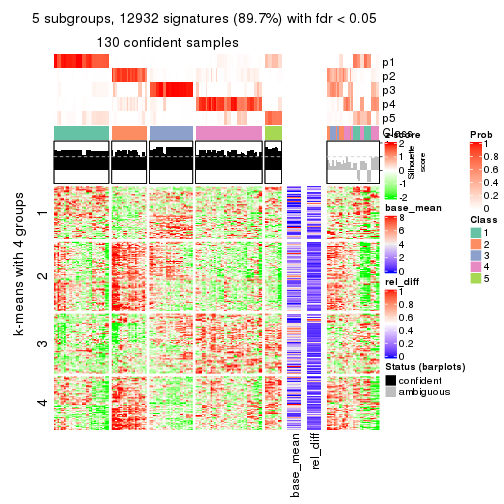 5 subgroups, 12932 signatures (89.7%) with fdr < 0.05
130 confident samples
p1
p2
p3
p4
p5
Class
1
2
3
4
k-means with 4 groups
base_mean
rel_diff
z-score
2
1
0
-1
-2
Silhouette
score
base_mean
8
6
4
2
0
rel_diff
1
0.8
0.6
0.4
0.2
0
Prob
1
0.8
0.6
0.4
0.2
0
Class
1
2
3
4
5
Status (barplots)
confident
ambiguous